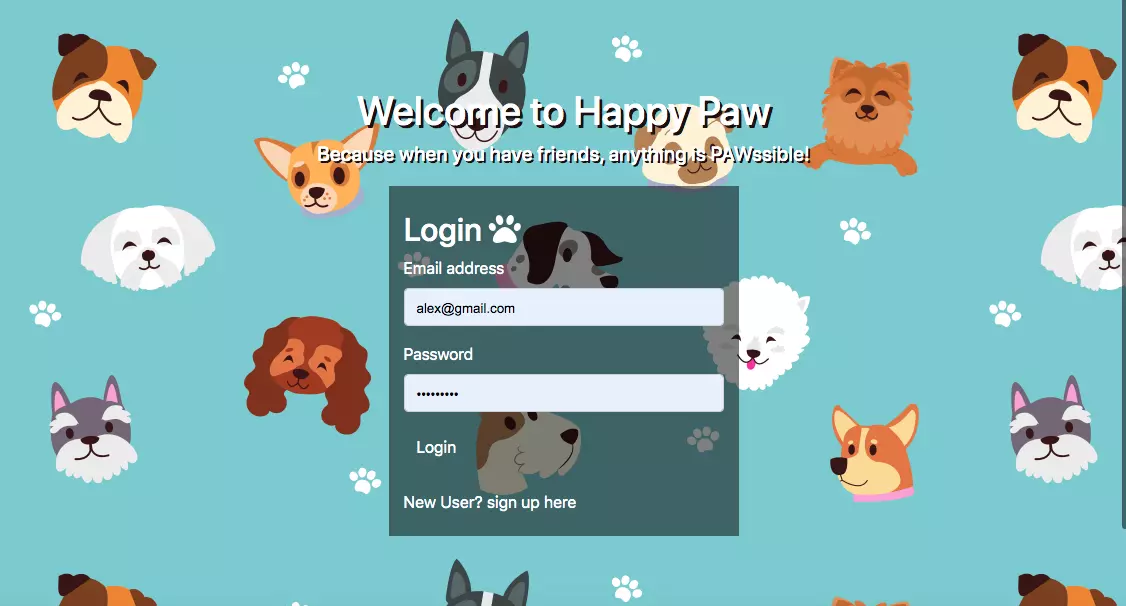 Welcome to Happy Paw
Because when you have friends, anything is PAWssible!
Login
Email address
alex@gmail.com
Password
•••••••••
Login
New User? sign up here